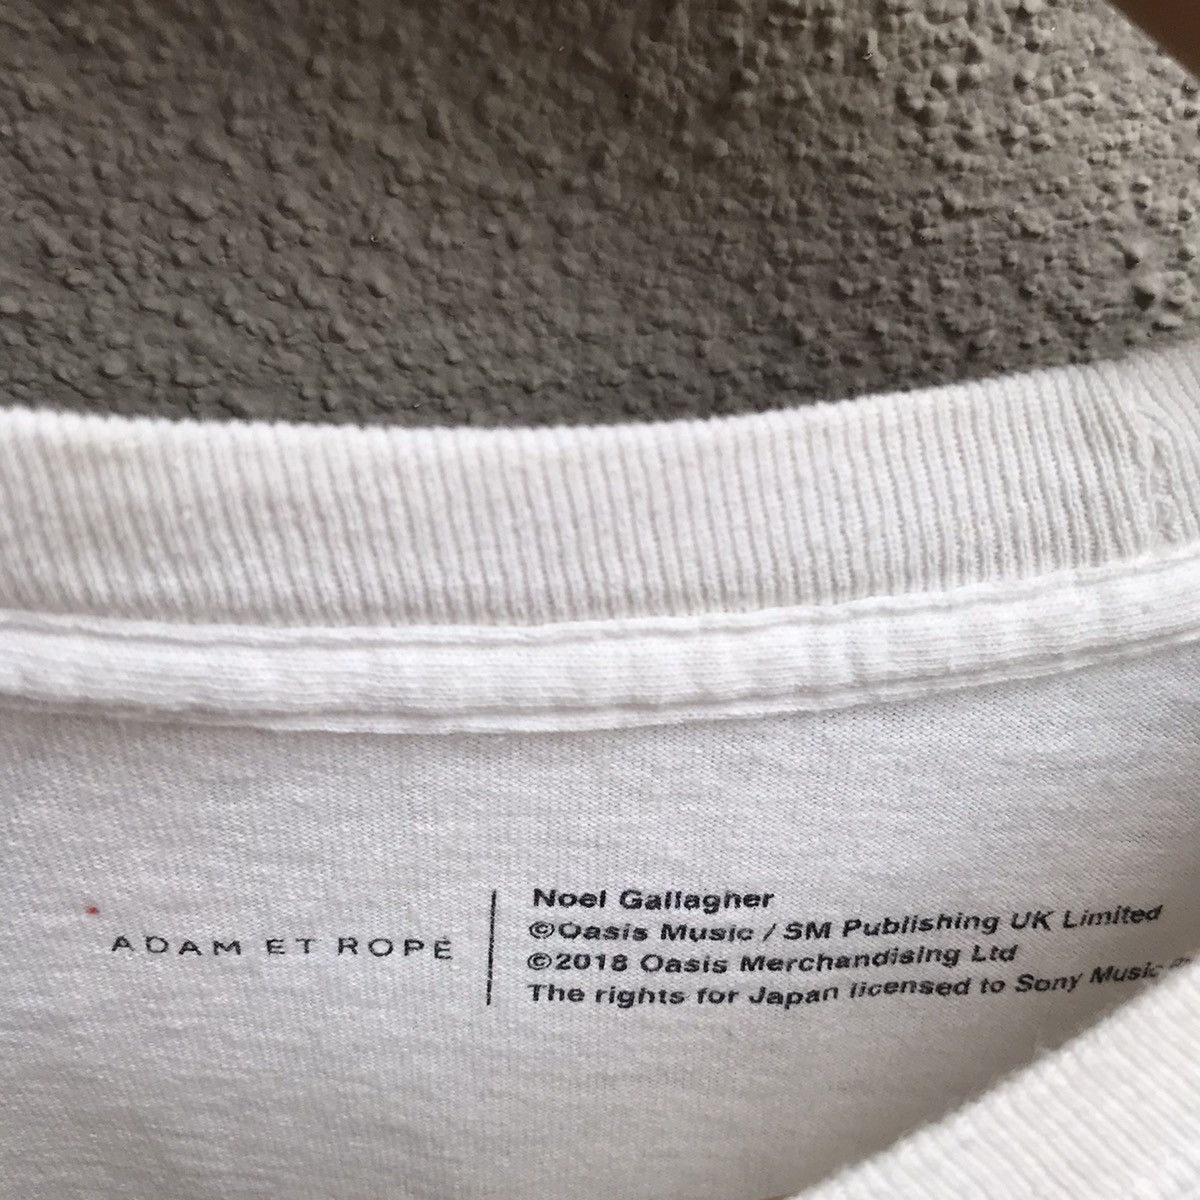 ADAM ET ROPÉ
Noel Gallagher
©Oasis Music / SM Publishing UK Limited
©2018 Oasis Merchandising Ltd
The rights for Japan licensed to Sony Music